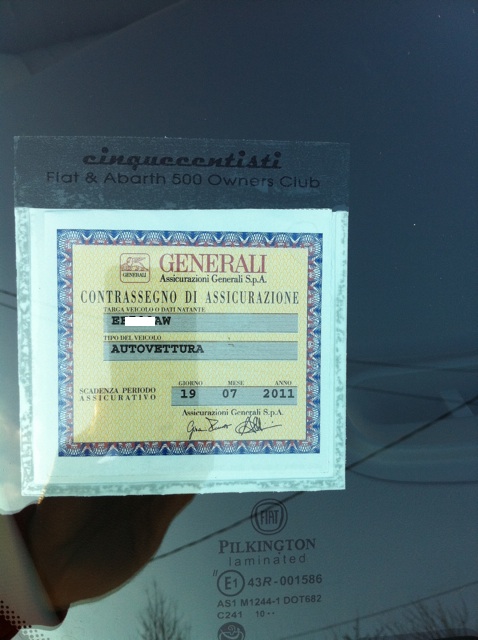 cinquecentisti
Fiat & Abarth 500 Owners Club
GENERALI
GENERALI
Assicurazioni Generali S.p.A.
CONTRASSEGNO DI ASSICURAZIONE
TARGA VEICOLO O DATI NATANTE
AW
TIPO DEL VEICOLO
AUTOVETTURA
GIORNO MESE ANNO
SCADENZA PERIODO
ASSICURATIVO
19 07 2011
Assicurazioni Generali S.p.A.
FIAT
PILKINGTON
laminated
E1 43R-001586
AS1 M1244-1 DOT682
C241 10··